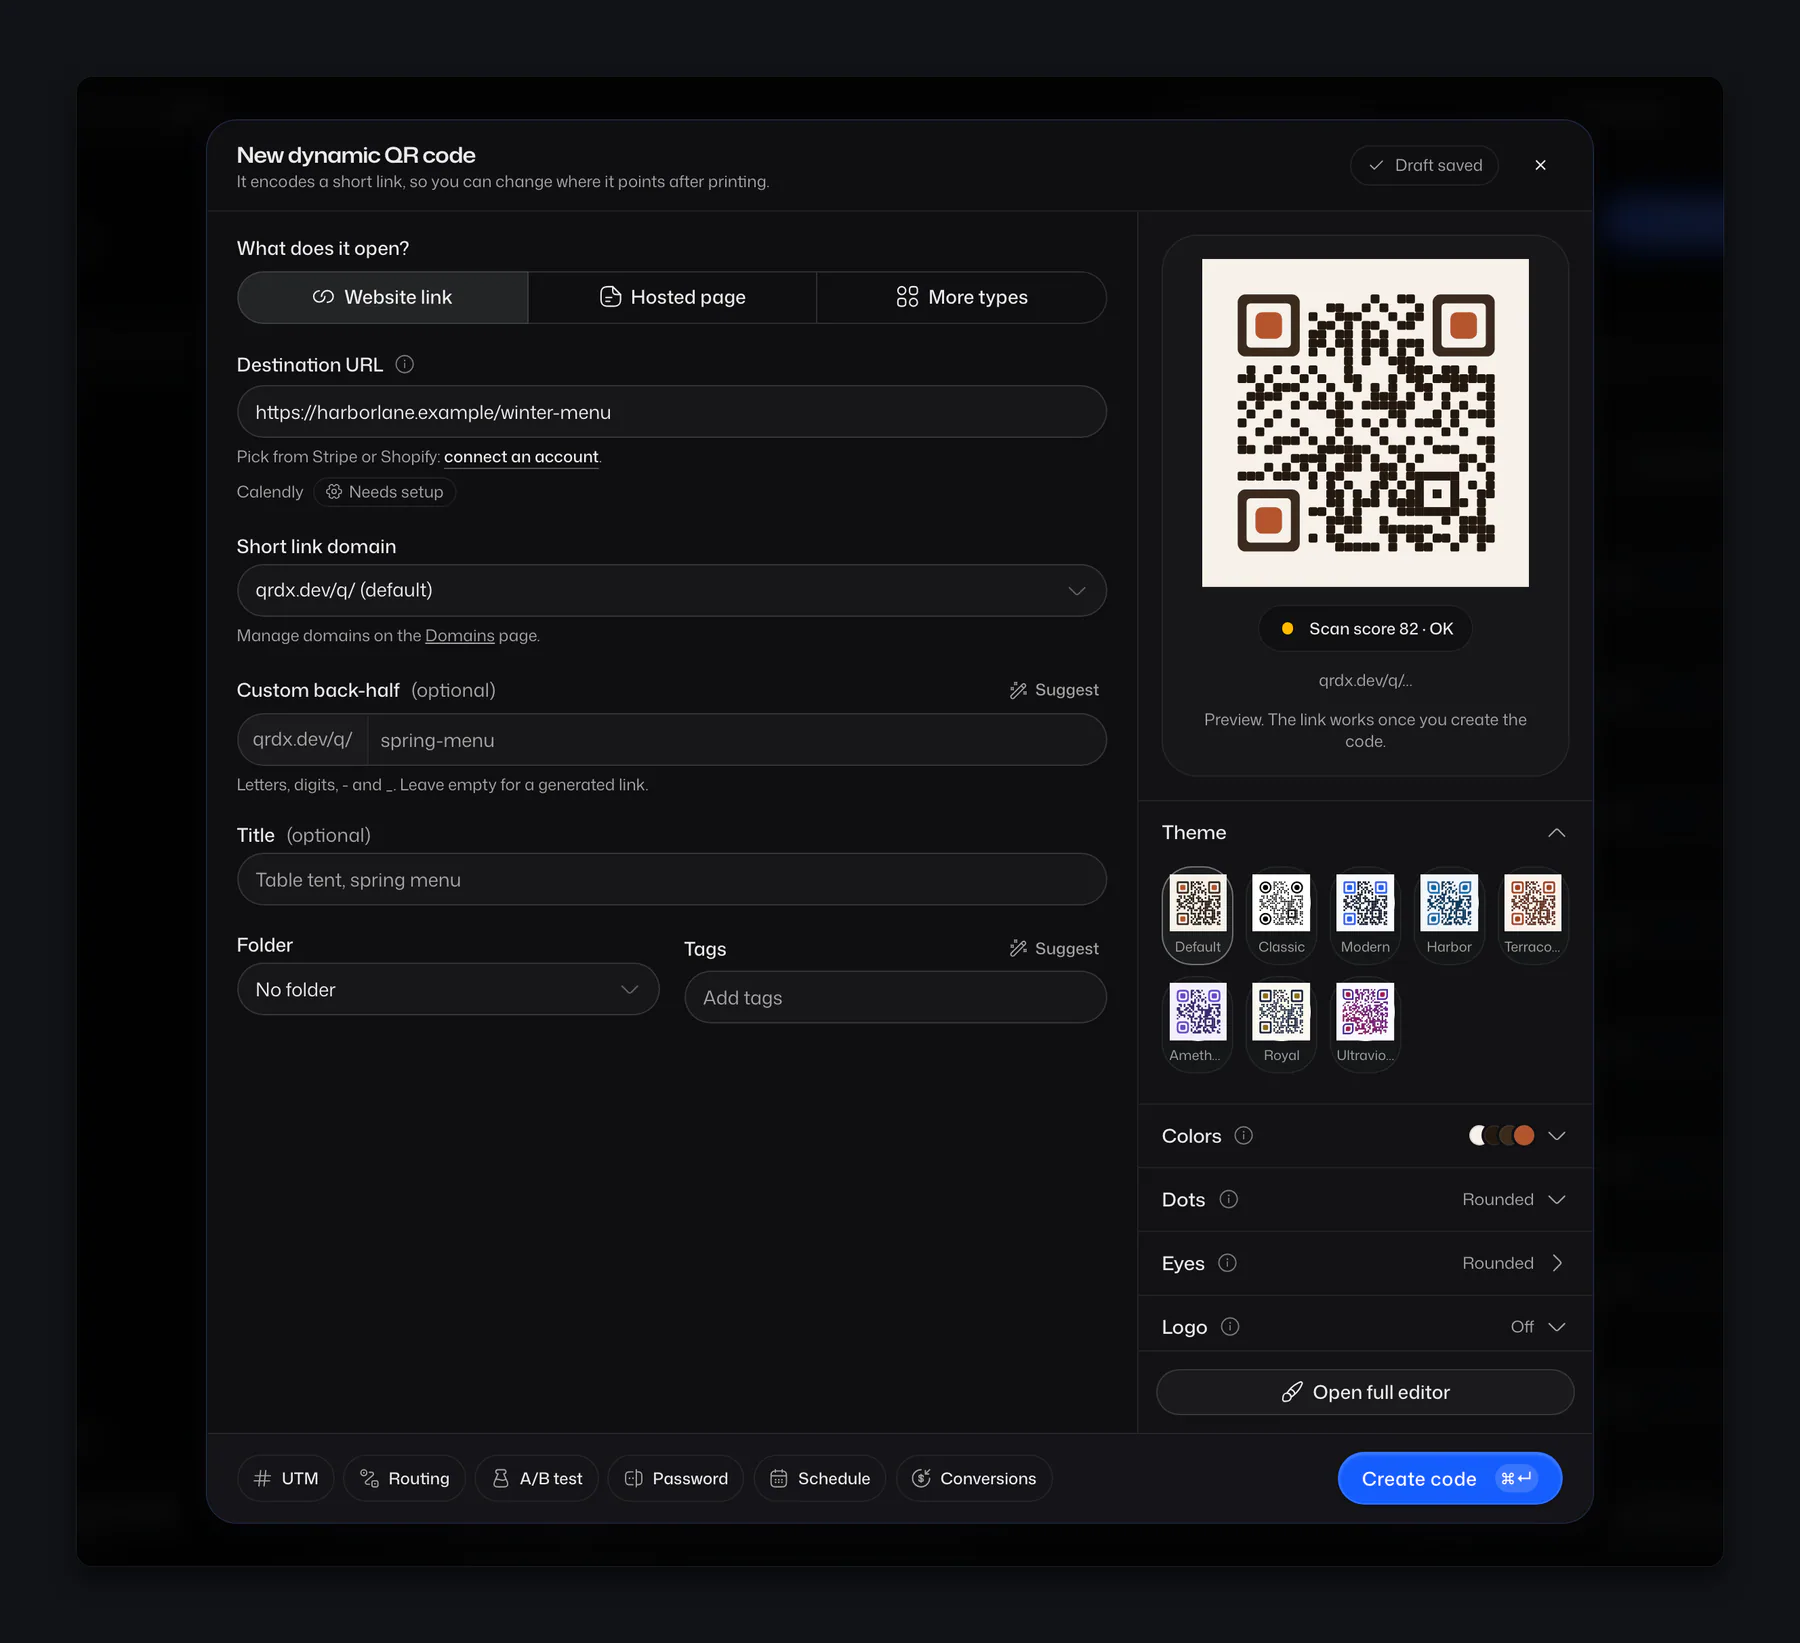 New dynamic QR code
It encodes a short link, so you can change where it points after printing.
Draft saved
What does it open?
Website link
Hosted page
More types
Destination URL
https://harborlane.example/winter-menu
Pick from Stripe or Shopify: connect an account.
Calendly
Needs setup
Short link domain
qrdx.dev/q/ (default)
Manage domains on the Domains page.
Custom back-half (optional)
Suggest
qrdx.dev/q/
spring-menu
Letters, digits, - and _. Leave empty for a generated link.
Title (optional)
Table tent, spring menu
Folder
No folder
Tags
Suggest
Add tags
Scan score 82 · OK
qrdx.dev/q/...
Preview. The link works once you create the
code.
Theme
Default
Classic
Modern
Harbor
Terraco...
Ameth...
Royal
Ultravio...
Colors
Dots
Rounded
Eyes
Rounded
Logo
Off
Open full editor
UTM
Routing
A/B test
Password
Schedule
Conversions
Create code ⌘↵